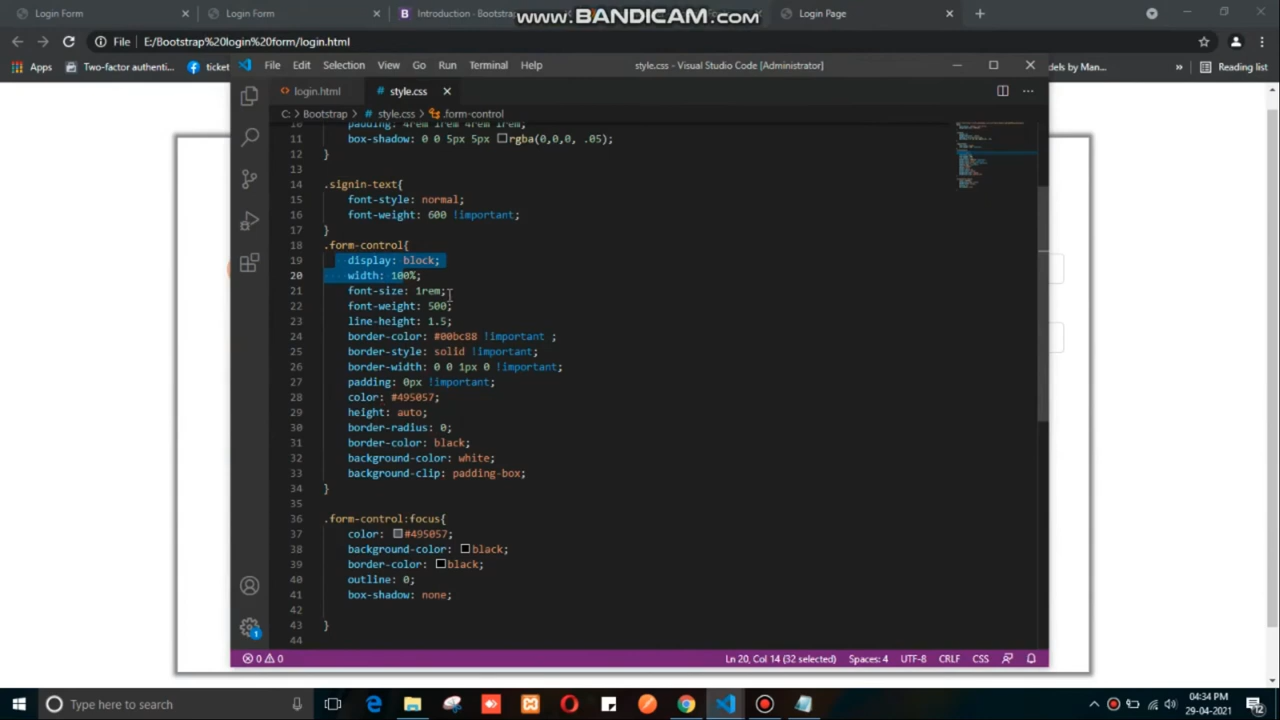 Login Form
Login Form
Introduction · Bootstrap
www.BANDICAM.com
Login Page
File
E:/Bootstrap%20login%20form/login.html
Apps
Two-factor authenti...
ticket
dels by Man...
»
Reading list
File Edit Selection View Go Run Terminal Help
style.css - Visual Studio Code [Administrator]
login.html
# style.css
C: > Bootstrap > # style.css > .form-control
11 box-shadow: 0 0 5px 5px rgba(0,0,0, .05);
12 }
13
14 .signin-text{
15 font-style: normal;
16 font-weight: 600 !important;
17 }
18 .form-control{
19 display: block;
20 width: 100%;
21 font-size: 1rem;
22 font-weight: 500;
23 line-height: 1.5;
24 border-color: #00bc88 !important ;
25 border-style: solid !important;
26 border-width: 0 0 1px 0 !important;
27 padding: 0px !important;
28 color: #495057;
29 height: auto;
30 border-radius: 0;
31 border-color: black;
32 background-color: white;
33 background-clip: padding-box;
34 }
35
36 .form-control:focus{
37 color: #495057;
38 background-color: black;
39 border-color: black;
40 outline: 0;
41 box-shadow: none;
42
43 }
44
0 0
Ln 20, Col 14 (32 selected)
Spaces: 4
UTF-8
CRLF
CSS
Type here to search
04:34 PM
29-04-2021
12